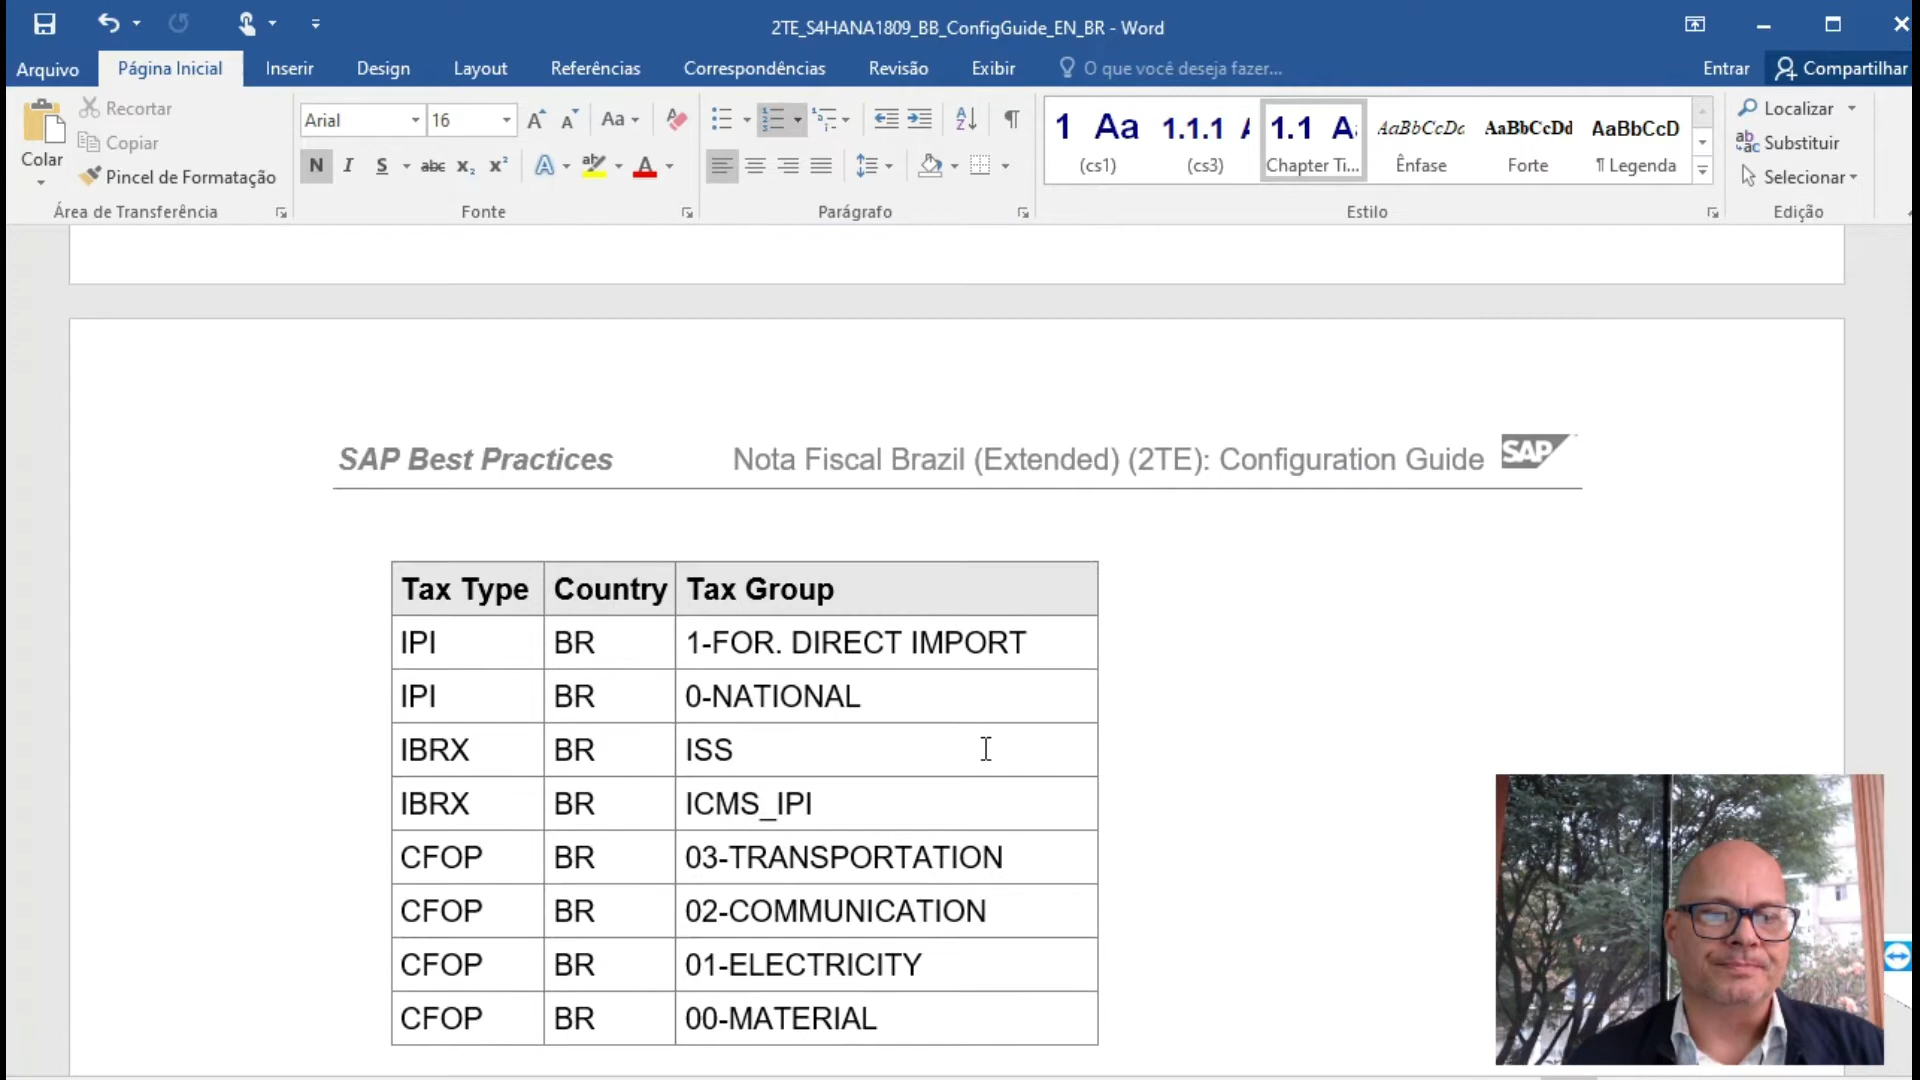 2TE_S4HANA1809_BB_ConfigGuide_EN_BR - Word
Arquivo Página Inicial Inserir Design Layout Referências Correspondências Revisão Exibir O que você deseja fazer... Entrar Compartilhar
Colar
Recortar
Copiar
Pincel de Formatação
Área de Transferência
Arial 16 Aa
N I S abc x₂ x² A A
Fonte
Parágrafo
1 Aa 1.1.1 1.1 A AaBbCcDc AaBbCcDd AaBbCcD
(cs1) (cs3) Chapter Ti... Ênfase Forte ¶ Legenda
Estilo
Localizar
Substituir
Selecionar
Edição
SAP Best Practices Nota Fiscal Brazil (Extended) (2TE): Configuration Guide SAP
Tax Type Country Tax Group
IPI BR 1-FOR. DIRECT IMPORT
IPI BR 0-NATIONAL
IBRX BR ISS
IBRX BR ICMS_IPI
CFOP BR 03-TRANSPORTATION
CFOP BR 02-COMMUNICATION
CFOP BR 01-ELECTRICITY
CFOP BR 00-MATERIAL